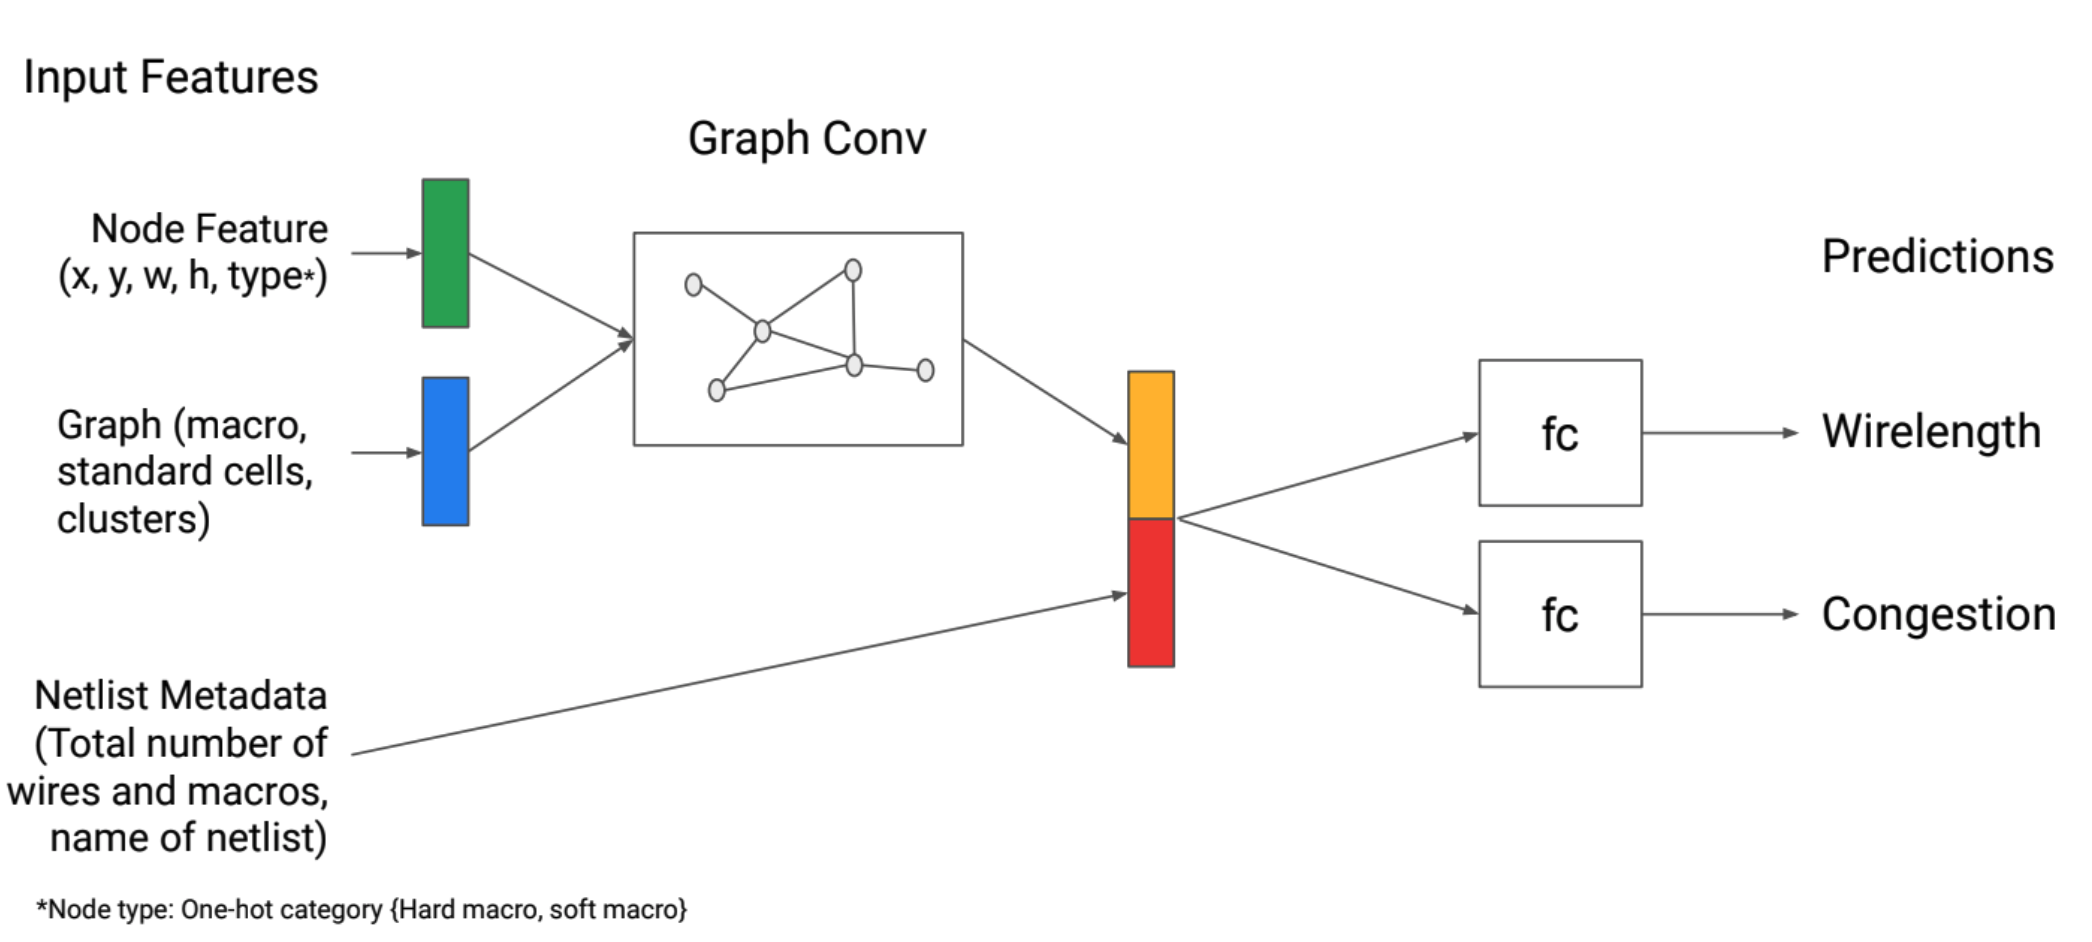 Input Features
Graph Conv
Node Feature
(x, y, w, h, type*)
Predictions
Graph (macro,
standard cells,
clusters)
fc
Wirelength
fc
Congestion
Netlist Metadata
(Total number of
wires and macros,
name of netlist)
*Node type: One-hot category {Hard macro, soft macro}